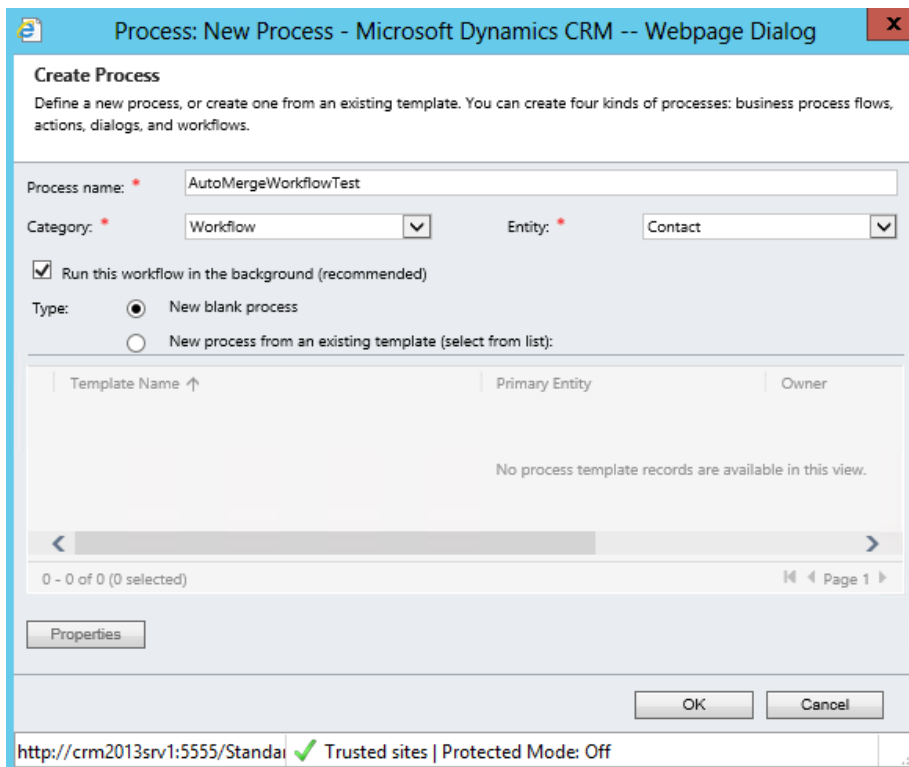 Process: New Process - Microsoft Dynamics CRM -- Webpage Dialog
x
Create Process
Define a new process, or create one from an existing template. You can create four kinds of processes: business process flows,
actions, dialogs, and workflows.
Process name: * AutoMergeWorkflowTest
Category: * Workflow Entity: * Contact
Run this workflow in the background (recommended)
Type: New blank process
New process from an existing template (select from list):
Template Name ↑ Primary Entity Owner
No process template records are available in this view.
0 - 0 of 0 (0 selected) Page 1
Properties
OK Cancel
http://crm2013srv1:5555/Standar Trusted sites | Protected Mode: Off